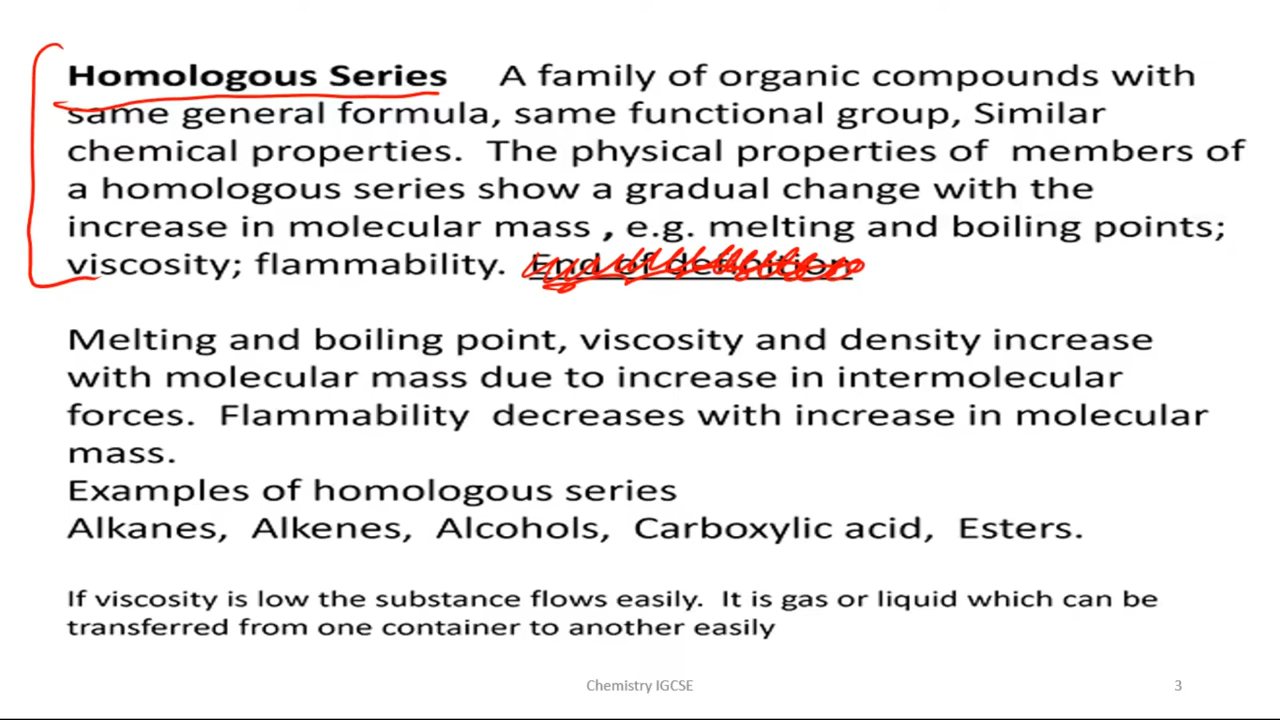 Homologous Series A family of organic compounds with
same general formula, same functional group, Similar
chemical properties. The physical properties of members of
a homologous series show a gradual change with the
increase in molecular mass , e.g. melting and boiling points;
viscosity; flammability. End of definition
Melting and boiling point, viscosity and density increase
with molecular mass due to increase in intermolecular
forces. Flammability decreases with increase in molecular
mass.
Examples of homologous series
Alkanes, Alkenes, Alcohols, Carboxylic acid, Esters.
If viscosity is low the substance flows easily. It is gas or liquid which can be
transferred from one container to another easily
Chemistry IGCSE 3